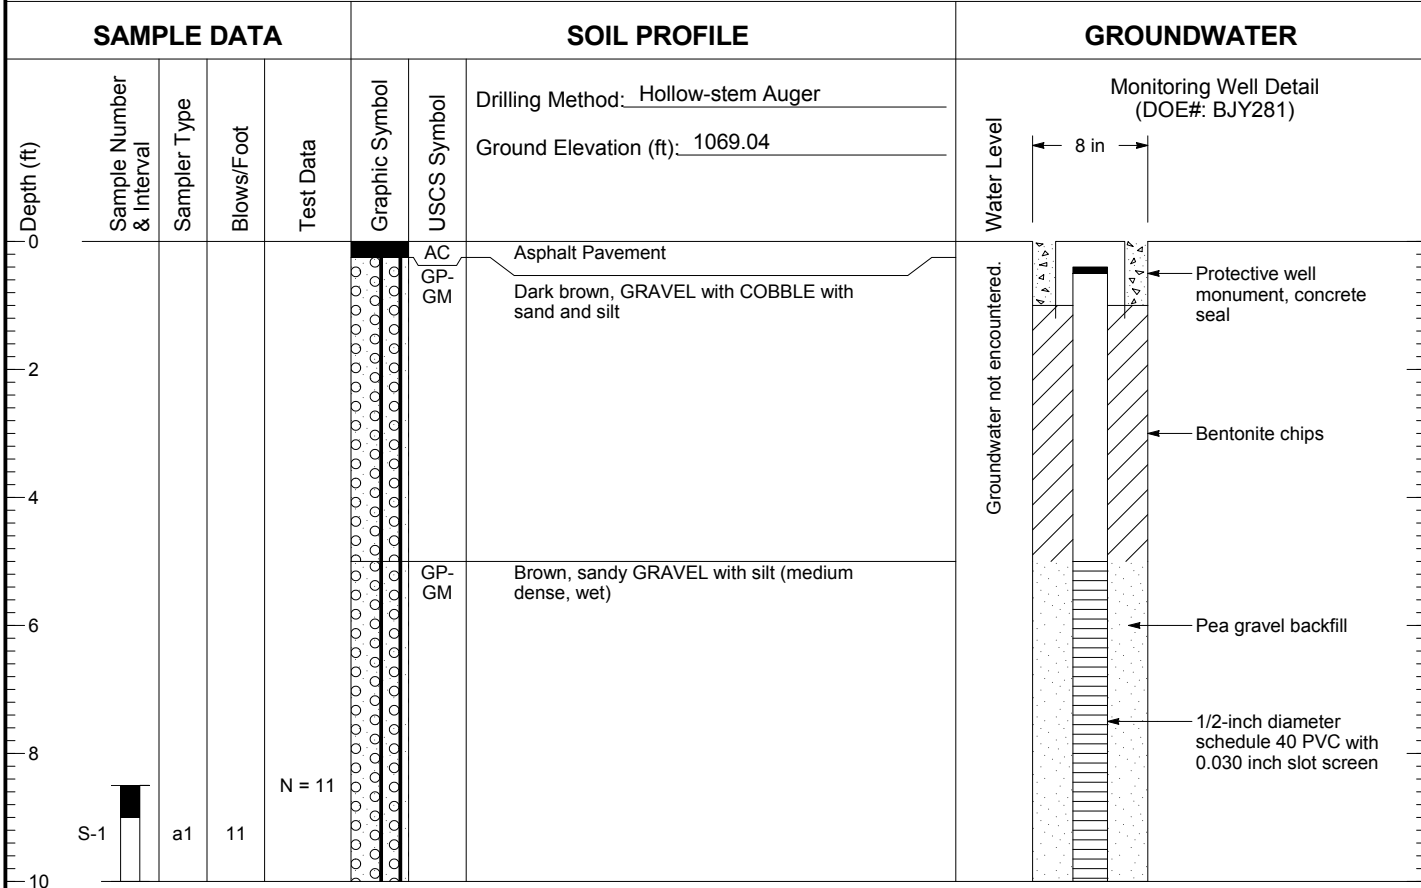 SAMPLE DATA
SOIL PROFILE
GROUNDWATER
Depth (ft)
Sample Number
& Interval
Sampler Type
Blows/Foot
Test Data
Graphic Symbol
USCS Symbol
Drilling Method: Hollow-stem Auger
Ground Elevation (ft): 1069.04
Water Level
Monitoring Well Detail
(DOE#: BJY281)
8 in
0
2
4
6
8
10
S-1
a1
11
N = 11
AC
Asphalt Pavement
GP-
GM
Dark brown, GRAVEL with COBBLE with
sand and silt
GP-
GM
Brown, sandy GRAVEL with silt (medium
dense, wet)
Groundwater not encountered.
Protective well
monument, concrete
seal
Bentonite chips
Pea gravel backfill
1/2-inch diameter
schedule 40 PVC with
0.030 inch slot screen